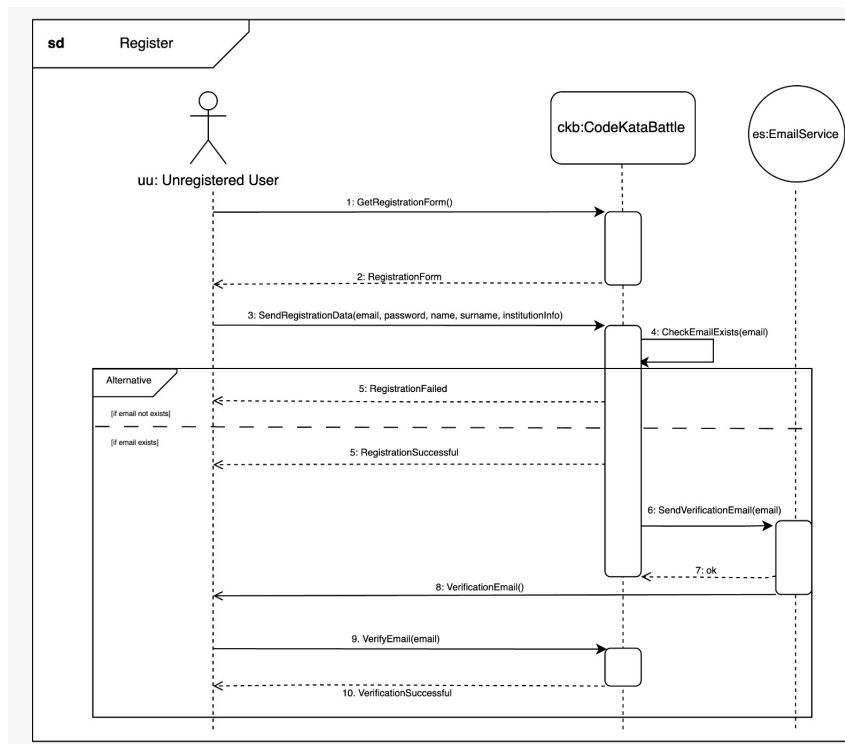 sd Register
ckb:CodeKataBattle
es:EmailService
uu: Unregistered User
1: GetRegistrationForm()
2: RegistrationForm
3: SendRegistrationData(email, password, name, surname, institutionInfo)
4: CheckEmailExists(email)
Alternative
5: RegistrationFailed
[if email not exists]
[if email exists]
5: RegistrationSuccessful
6: SendVerificationEmail(email)
7: ok
8: VerificationEmail()
9. VerifyEmail(email)
10. VerificationSuccessful